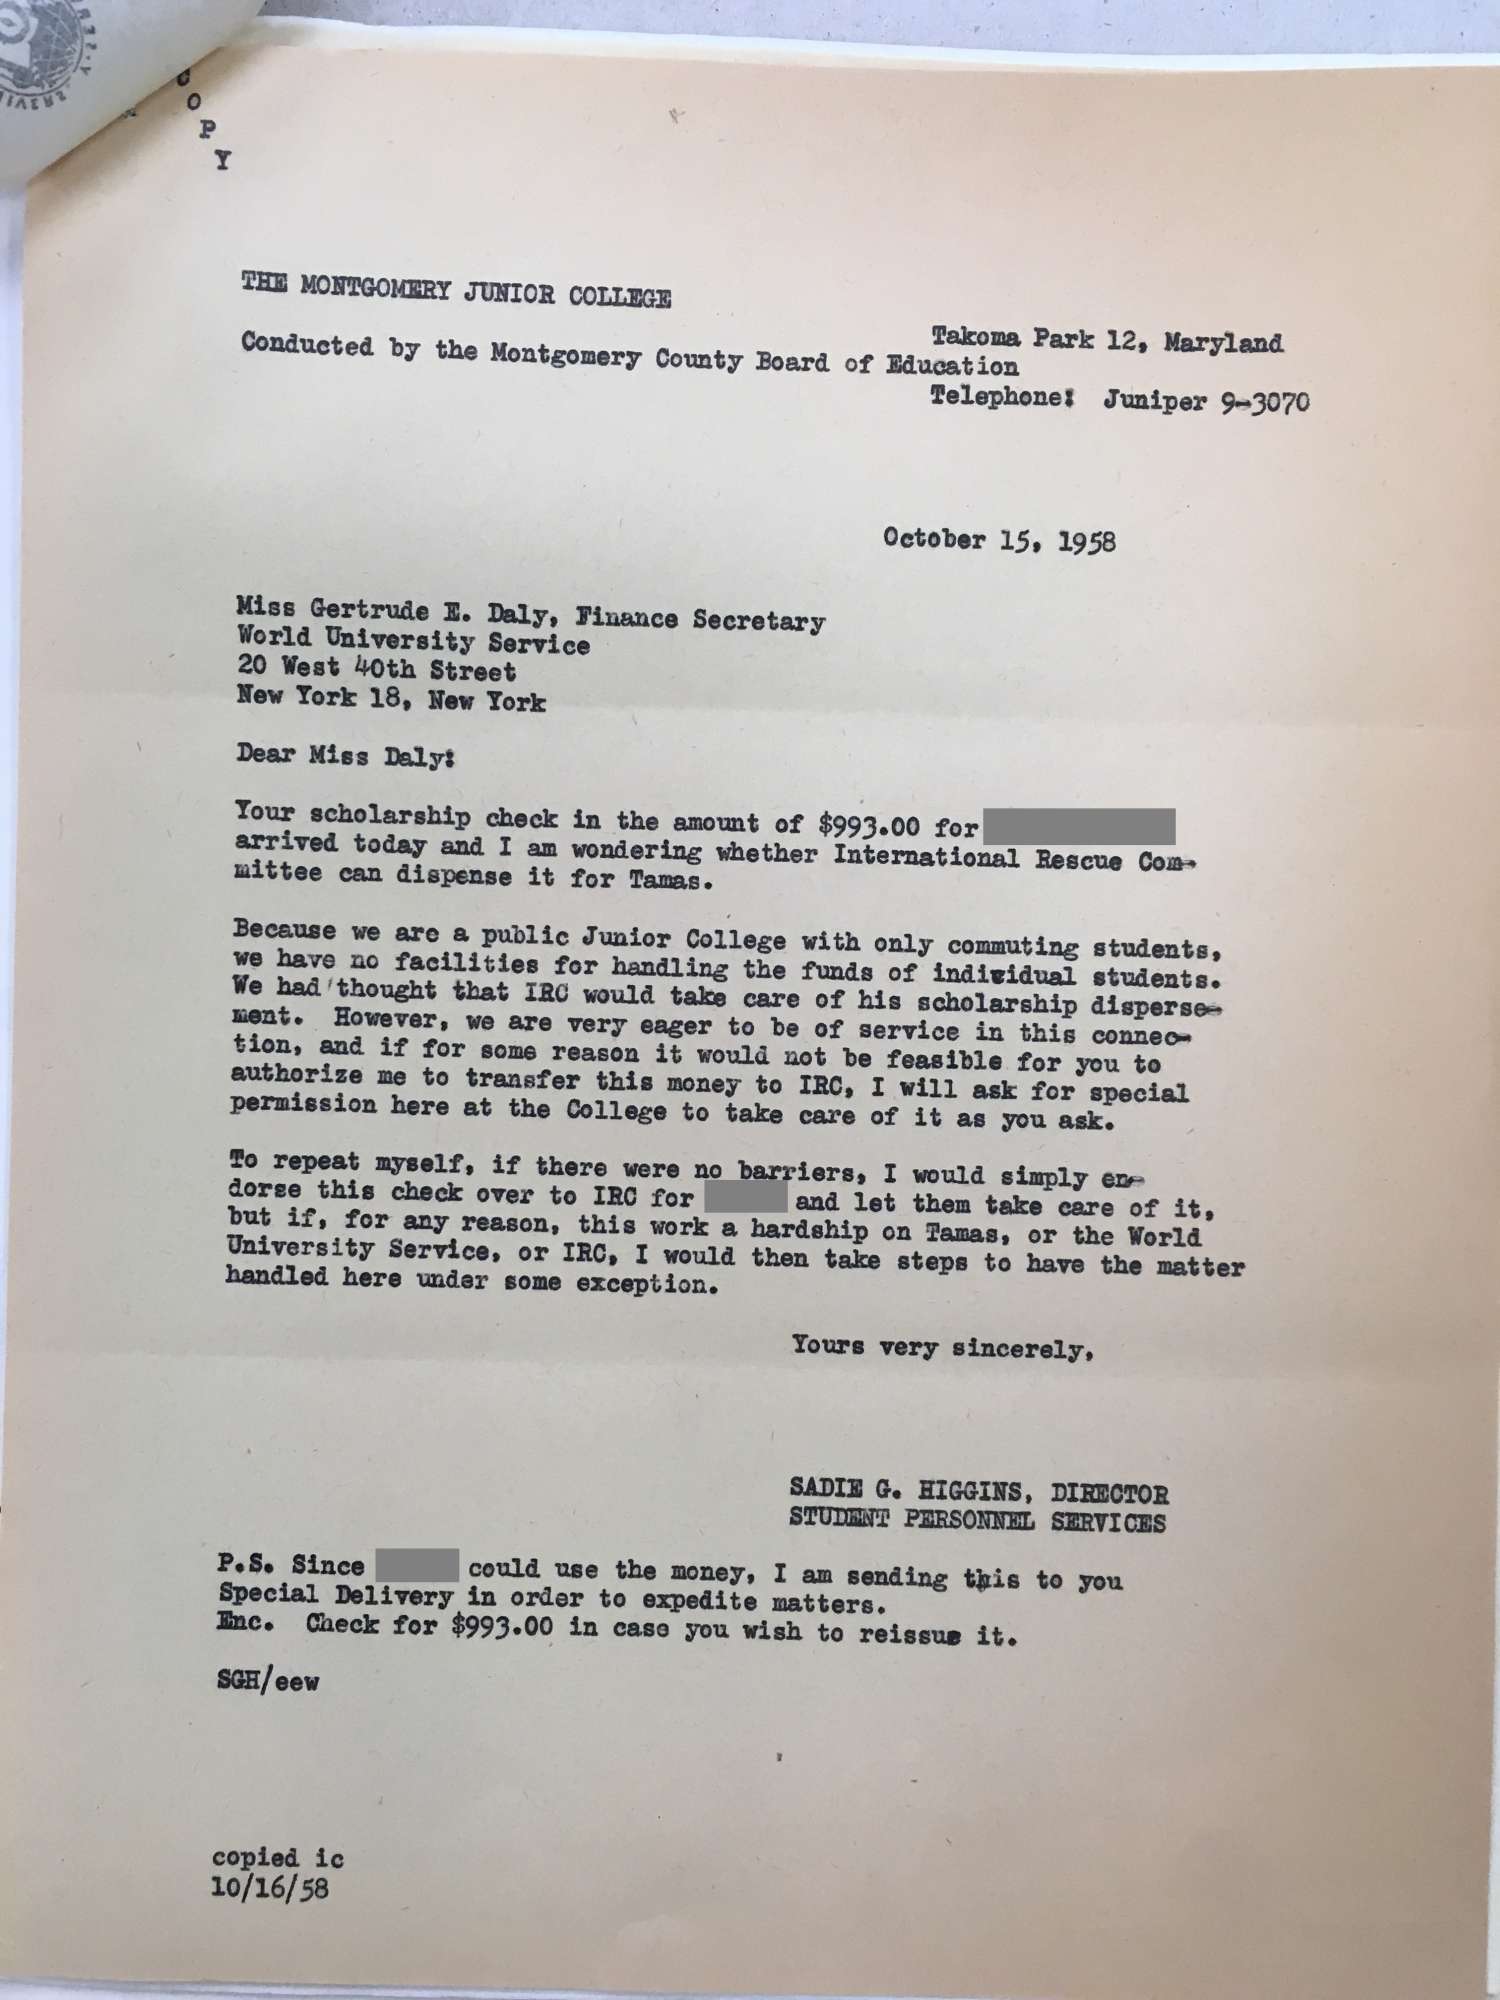 C
O
P
Y
THE MONTGOMERY JUNIOR COLLEGE
Takoma Park 12, Maryland
Conducted by the Montgomery County Board of Education
Telephone: Juniper 9-3070
October 15, 1958
Miss Gertrude E. Daly, Finance Secretary
World University Service
20 West 40th Street
New York 18, New York
Dear Miss Daly:
Your scholarship check in the amount of $993.00 for
arrived today and I am wondering whether International Rescue Com-
mittee can dispense it for Tamas.
Because we are a public Junior College with only commuting students,
we have no facilities for handling the funds of individual students.
We had thought that IRC would take care of his scholarship disperse-
ment. However, we are very eager to be of service in this connec-
tion, and if for some reason it would not be feasible for you to
authorize me to transfer this money to IRC, I will ask for special
permission here at the College to take care of it as you ask.
To repeat myself, if there were no barriers, I would simply en-
dorse this check over to IRC for and let them take care of it,
but if, for any reason, this work a hardship on Tamas, or the World
University Service, or IRC, I would then take steps to have the matter
handled here under some exception.
Yours very sincerely,
SADIE G. HIGGINS, DIRECTOR
STUDENT PERSONNEL SERVICES
P.S. Since could use the money, I am sending this to you
Special Delivery in order to expedite matters.
Enc. Check for $993.00 in case you wish to reissue it.
SGH/eew
copied ic
10/16/58